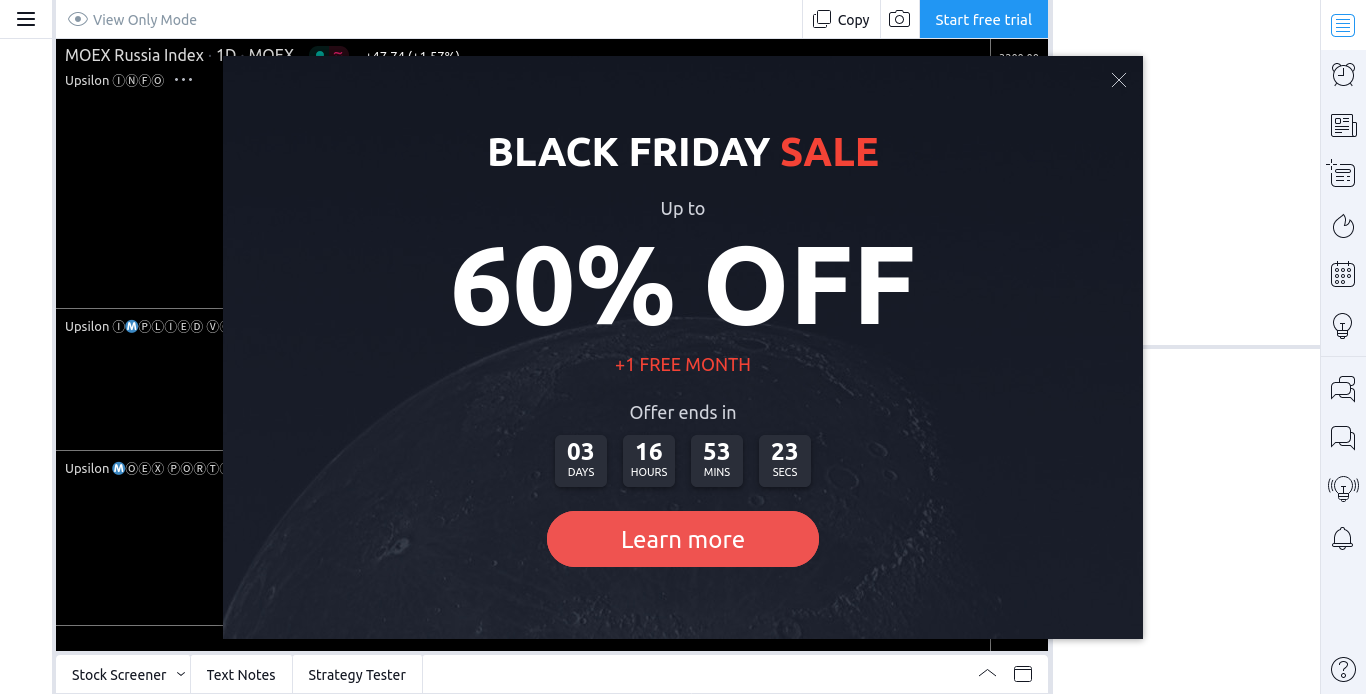 View Only Mode
Copy
Start free trial
MOEX Russia Index · 1D · MOEX
+47.74 (+1.57%)
Upsilon ⒾⓃⒻⓄ
BLACK FRIDAY SALE
Up to
60% OFF
+1 FREE MONTH
Offer ends in
03 16 53 23
DAYS HOURS MINS SECS
Learn more
Upsilon ⒾⓂⓅⓁⒾⒺⒹ Ⓥ
Upsilon ⓂⓄⒺⓍ ⓅⓄⓇⓉ
Stock Screener
Text Notes
Strategy Tester